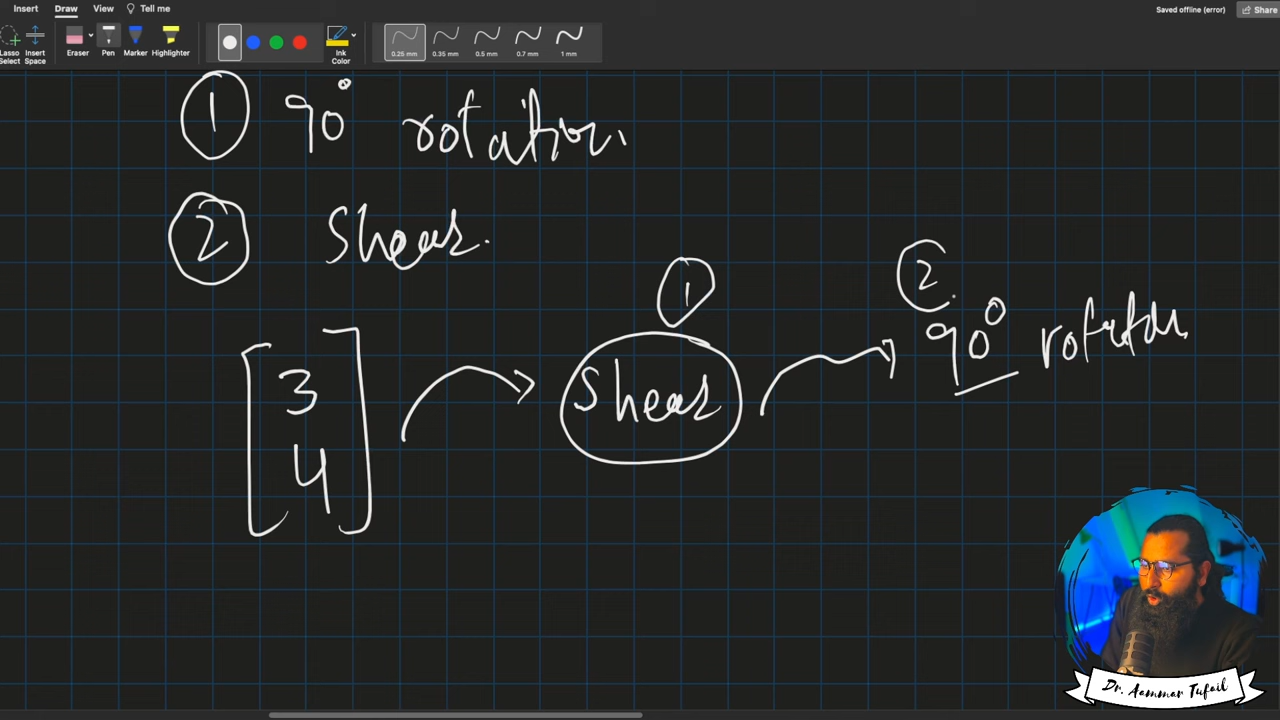 Insert Draw View Tell me
Saved offline (error) Share
Lasso Select
Insert Space
Eraser
Pen
Marker
Highlighter
Ink Color
0.25 mm 0.35 mm 0.5 mm 0.7 mm 1 mm
1 90° rotation.
2 Shear.
1
2
3
4
Shear
90° rotation
Dr. Aammar Tufail